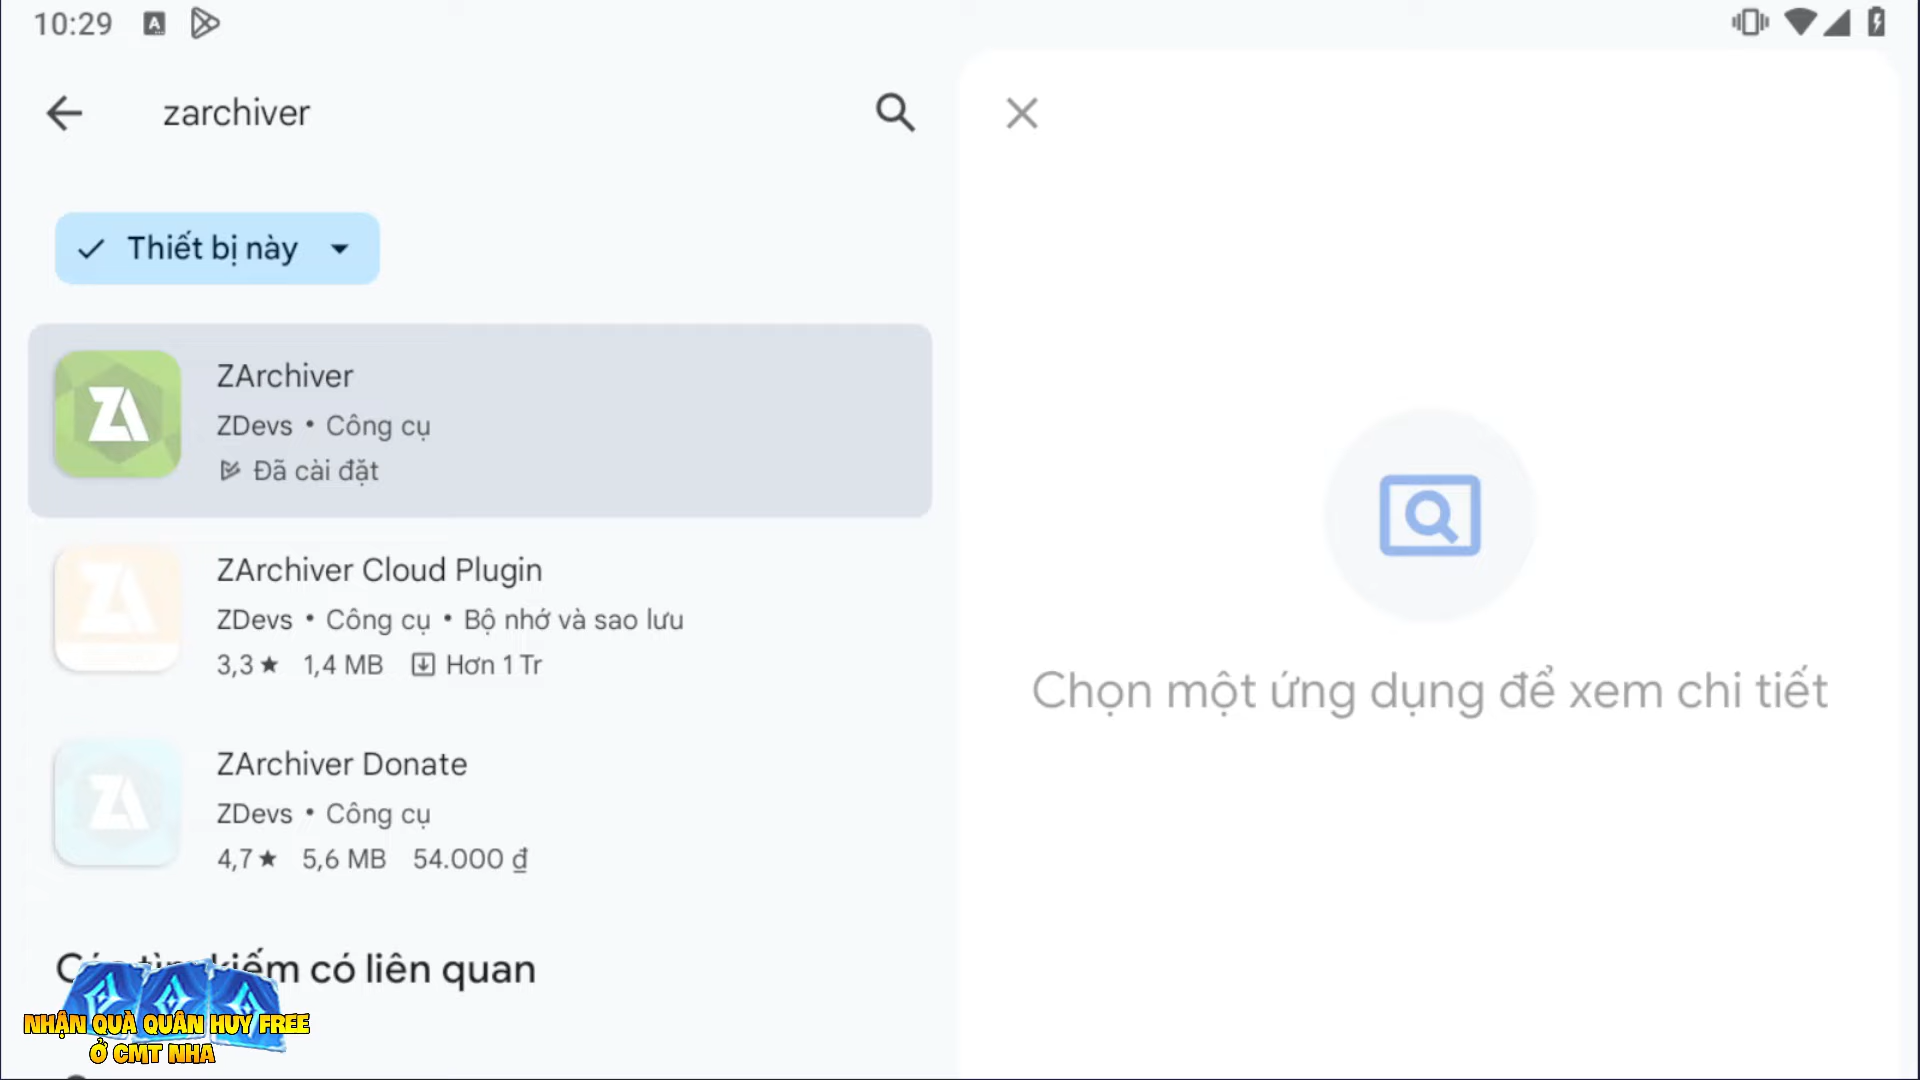 10:29
zarchiver
Thiết bị này
ZArchiver
ZDevs • Công cụ
Đã cài đặt
ZArchiver Cloud Plugin
ZDevs • Công cụ • Bộ nhớ và sao lưu
3,3★ 1,4 MB Hơn 1 Tr
ZArchiver Donate
ZDevs • Công cụ
4,7★ 5,6 MB 54.000 ₫
Các tìm kiếm có liên quan
NHẬN QUÀ QUÂN HUY FREE
Ở CMT NHA
Chọn một ứng dụng để xem chi tiết